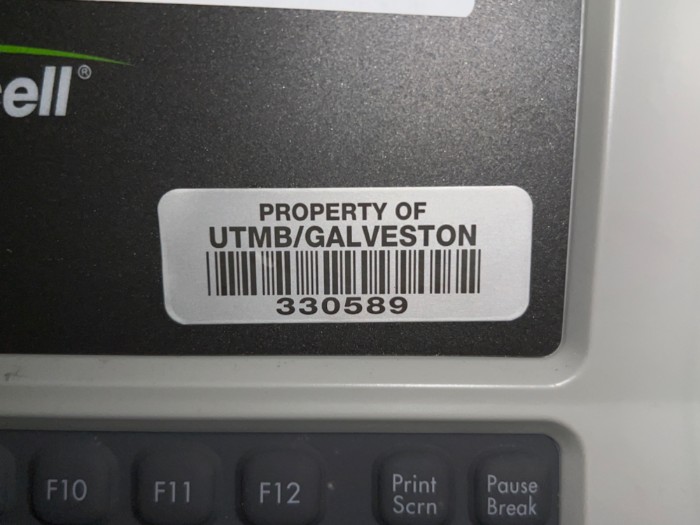 ell®
PROPERTY OF
UTMB/GALVESTON
330589
F10
F11
F12
Print
Scrn
Pause
Break